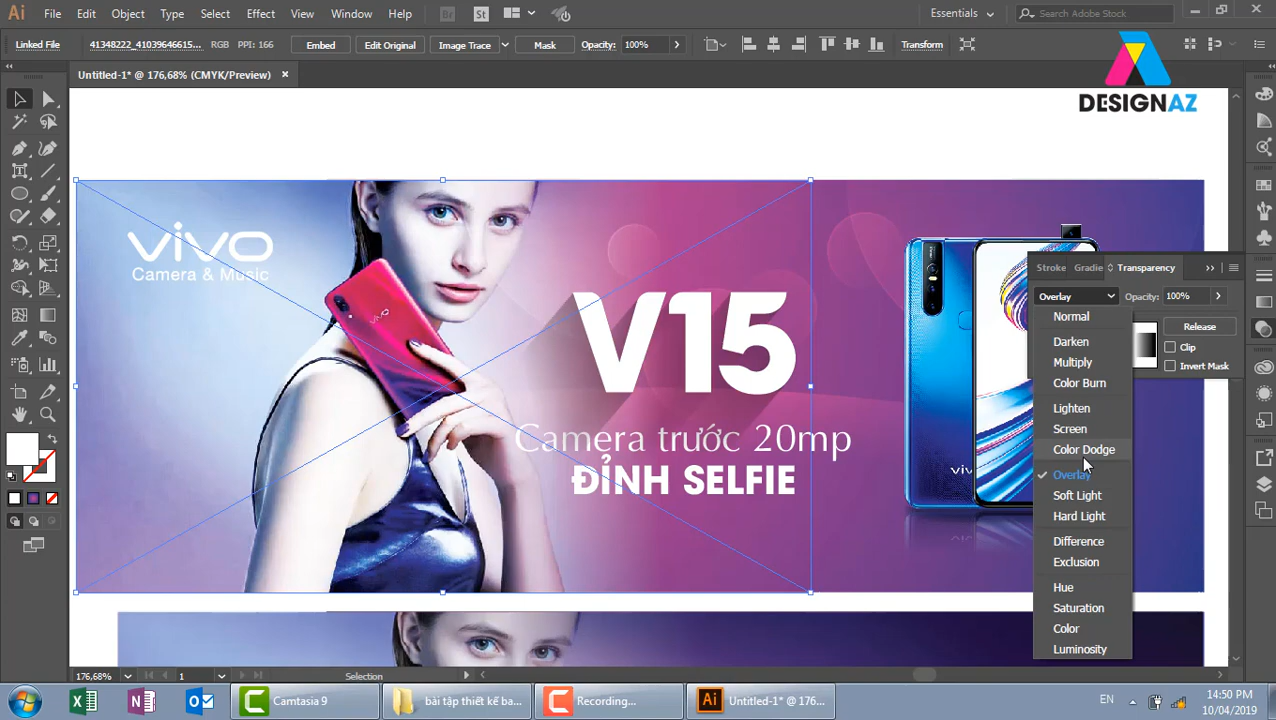 Ai File Edit Object Type Select Effect View Window Help Br St Essentials Search Adobe Stock
Linked File 41348222_41039646615... RGB PPI: 166 Embed Edit Original Image Trace Mask Opacity: 100% Transform
Untitled-1* @ 176,68% (CMYK/Preview)
DESIGNAZ
vivo
Camera & Music
V15
Camera trước 20mp
ĐỈNH SELFIE
Stroke Gradie Transparency
Overlay Opacity: 100%
Normal
Release
Darken
Clip
Multiply
Invert Mask
Color Burn
Lighten
Screen
Color Dodge
Overlay
Soft Light
Hard Light
Difference
Exclusion
Hue
Saturation
Color
Luminosity
176,68% 1 Selection
Camtasia 9 bài tập thiết kế ba... Recording... Untitled-1* @ 176... EN 14:50 PM
10/04/2019